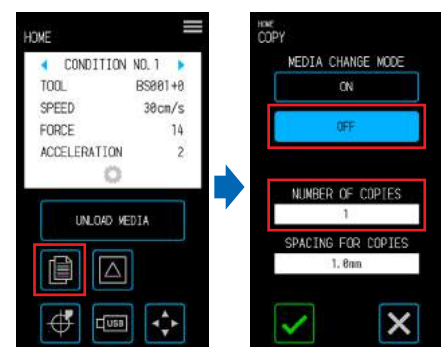 HOME
CONDITION NO.1
TOOL BS001+0
SPEED 30cm/s
FORCE 14
ACCELERATION 2
UNLOAD MEDIA
USB
HOME
COPY
MEDIA CHANGE MODE
ON
OFF
NUMBER OF COPIES
1
SPACING FOR COPIES
1.0mm